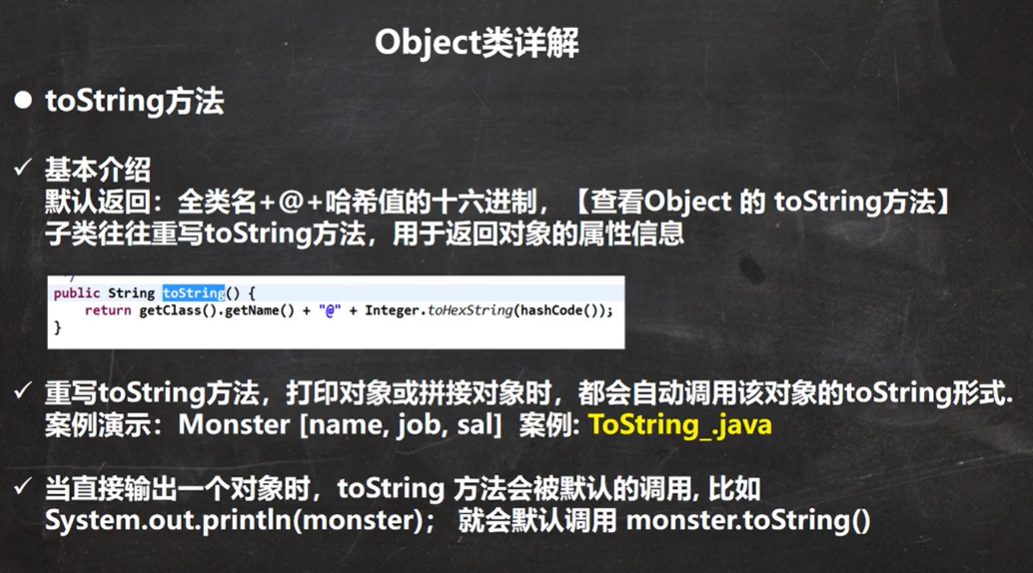 Object类详解
● toString方法
✓ 基本介绍
默认返回：全类名+@+哈希值的十六进制，【查看Object 的 toString方法】
子类往往重写toString方法，用于返回对象的属性信息
*/
public String toString() {
return getClass().getName() + "@" + Integer.toHexString(hashCode());
}
✓ 重写toString方法，打印对象或拼接对象时，都会自动调用该对象的toString形式.
案例演示：Monster [name, job, sal] 案例: ToString_.java
✓ 当直接输出一个对象时，toString 方法会被默认的调用, 比如
System.out.println(monster)； 就会默认调用 monster.toString()